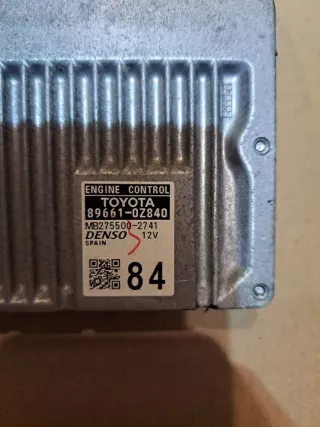 ENGINE CONTROL
TOYOTA
89661-0Z840
MB275500-2741
DENSO 12V
SPAIN
84